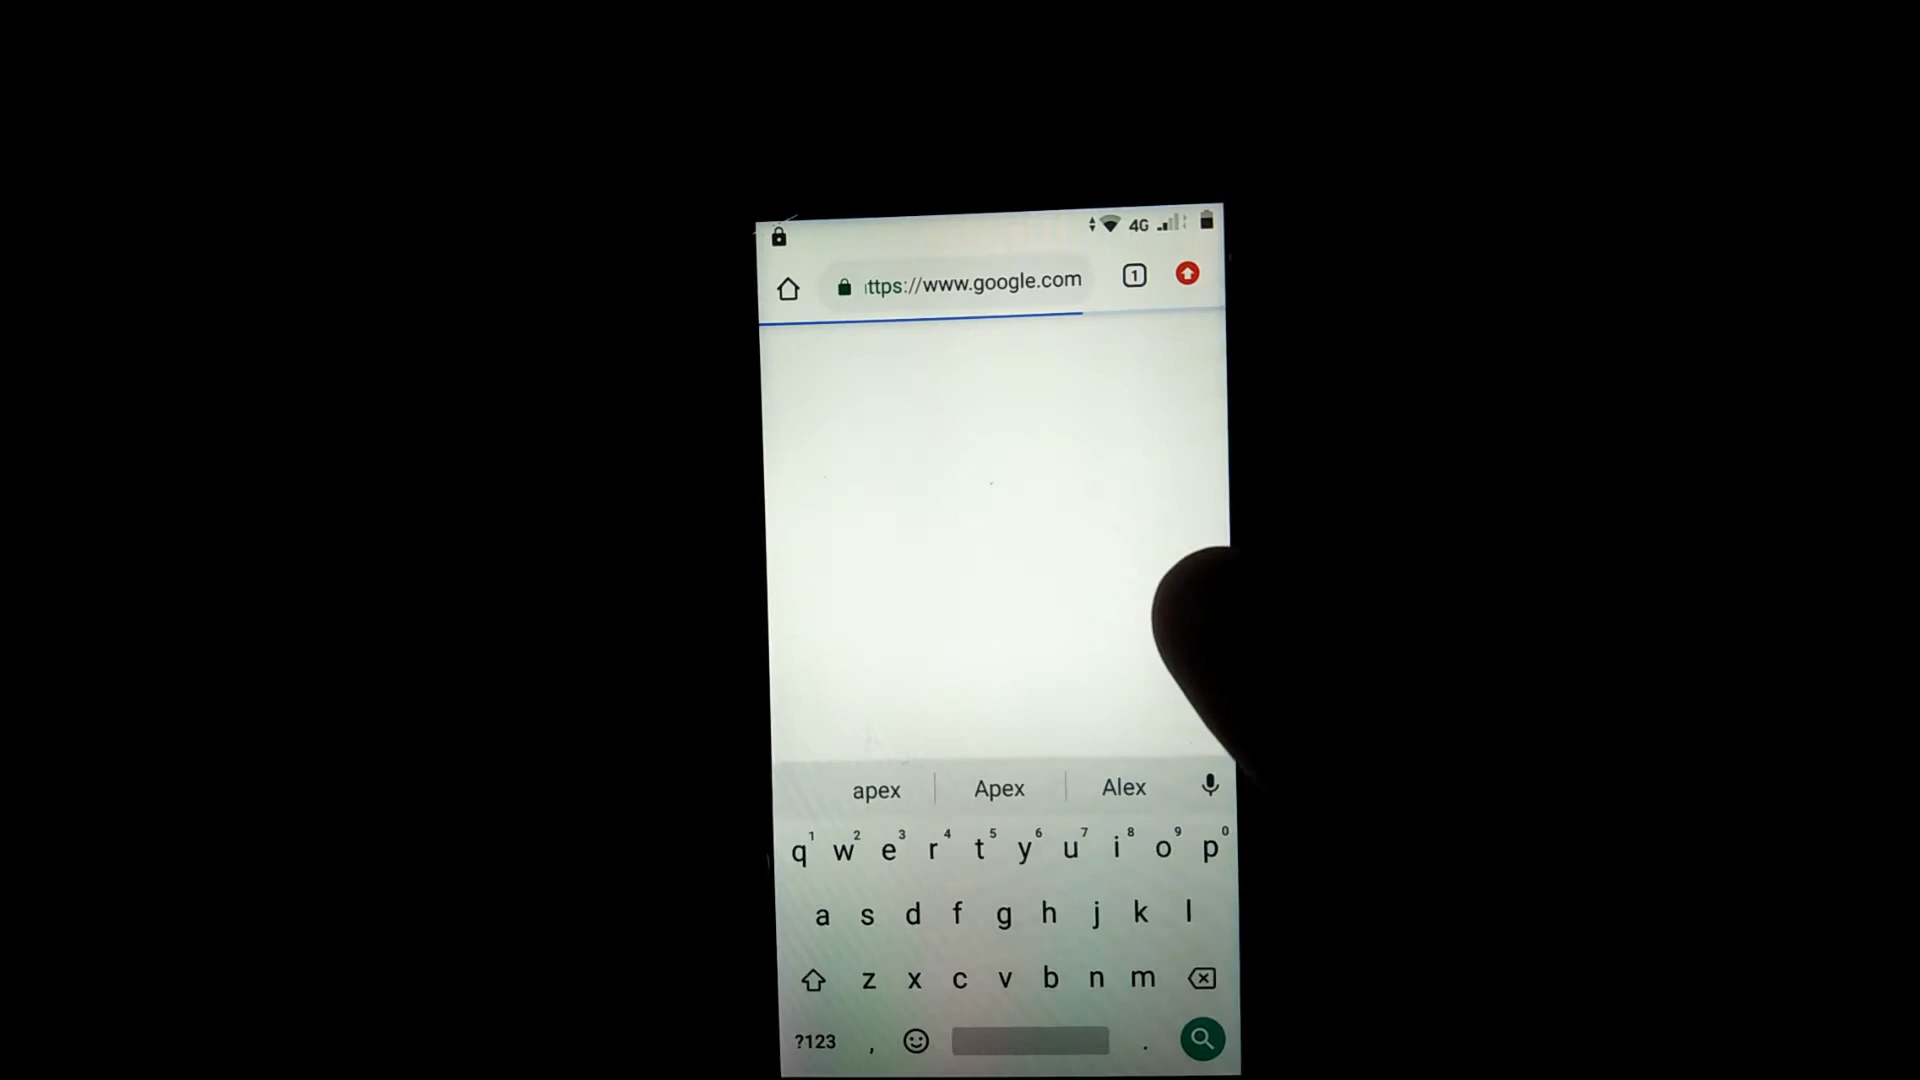 4G
ttps://www.google.com 1
apex Apex Alex
1 2 3 4 5 6 7 8 9 0
q w e r t y u i o p
a s d f g h j k l
z x c v b n m
?123 , .